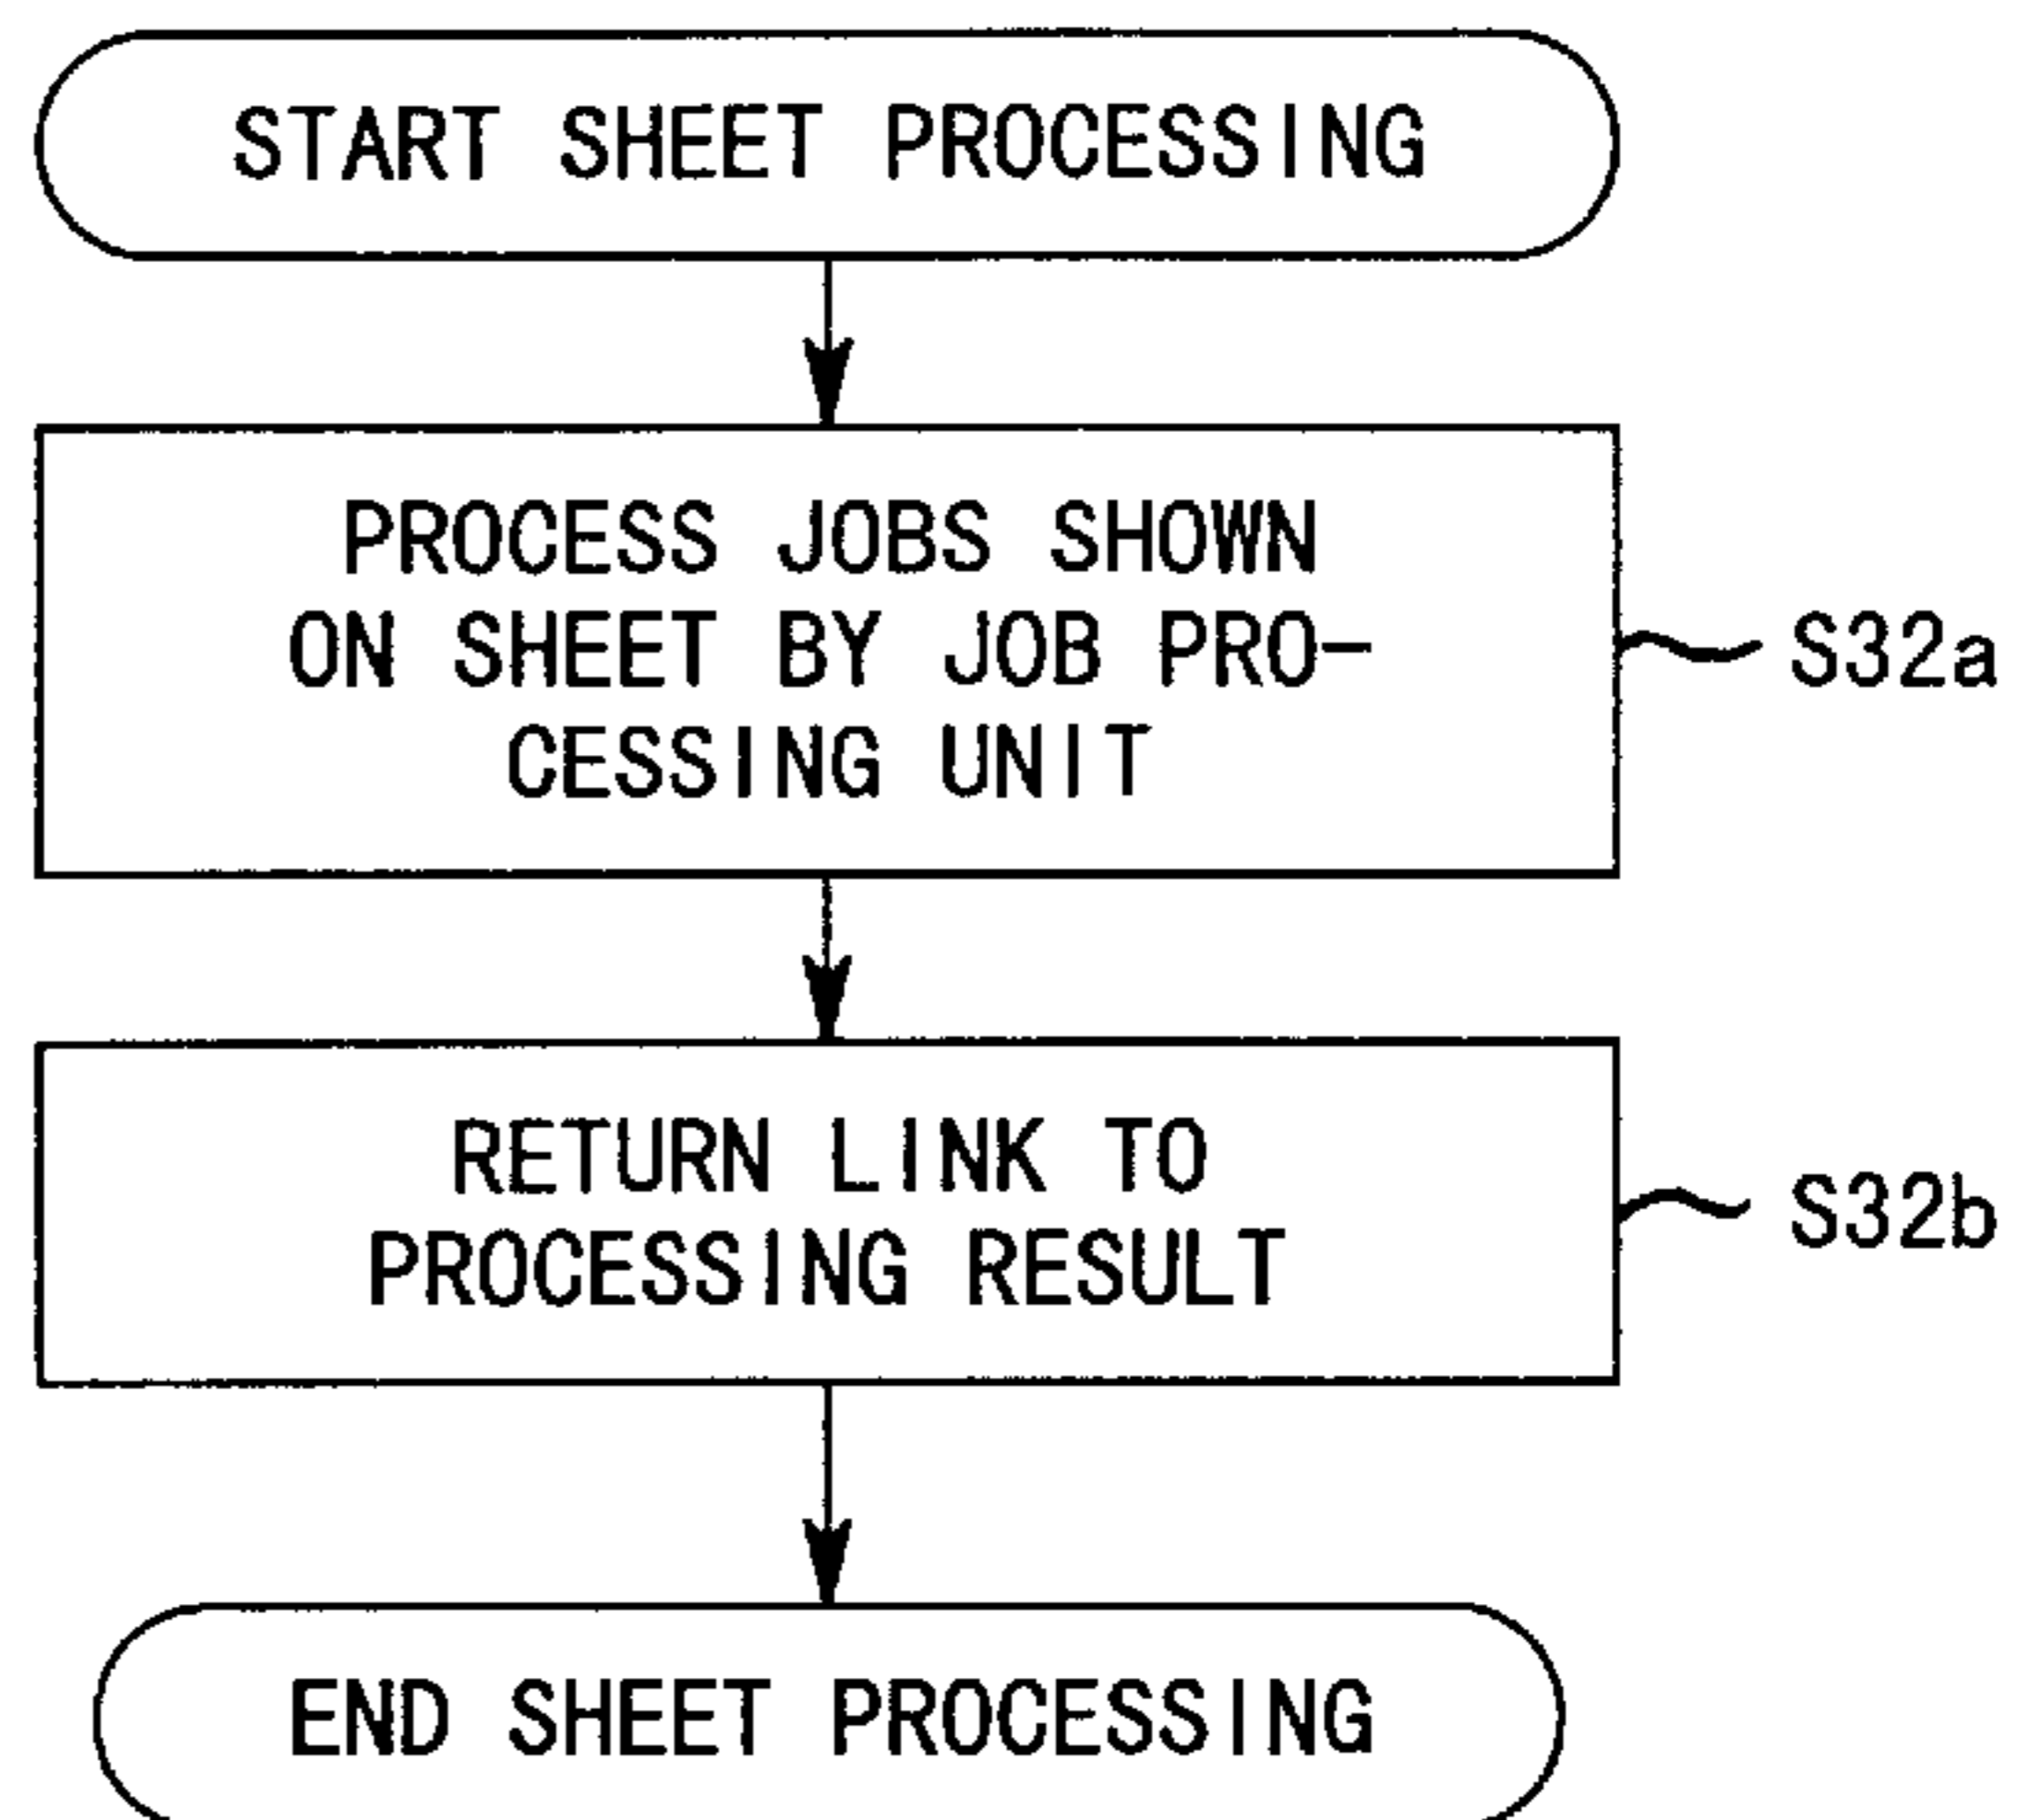 START SHEET PROCESSING
PROCESS JOBS SHOWN
ON SHEET BY JOB PRO-
CESSING UNIT
S32a
RETURN LINK TO
PROCESSING RESULT
S32b
END SHEET PROCESSING